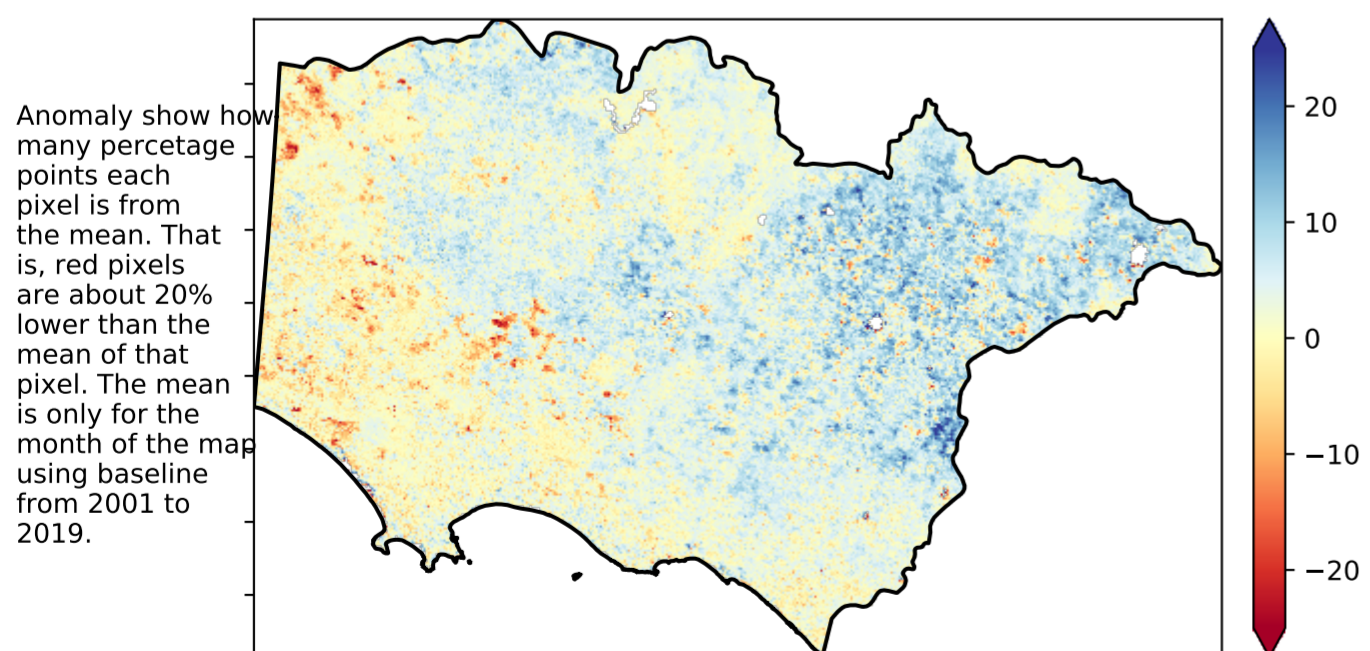 Anomaly show how
many percetage
points each
pixel is from
the mean. That
is, red pixels
are about 20%
lower than the
mean of that
pixel. The mean
is only for the
month of the map
using baseline
from 2001 to
2019.
20
10
0
−10
−20